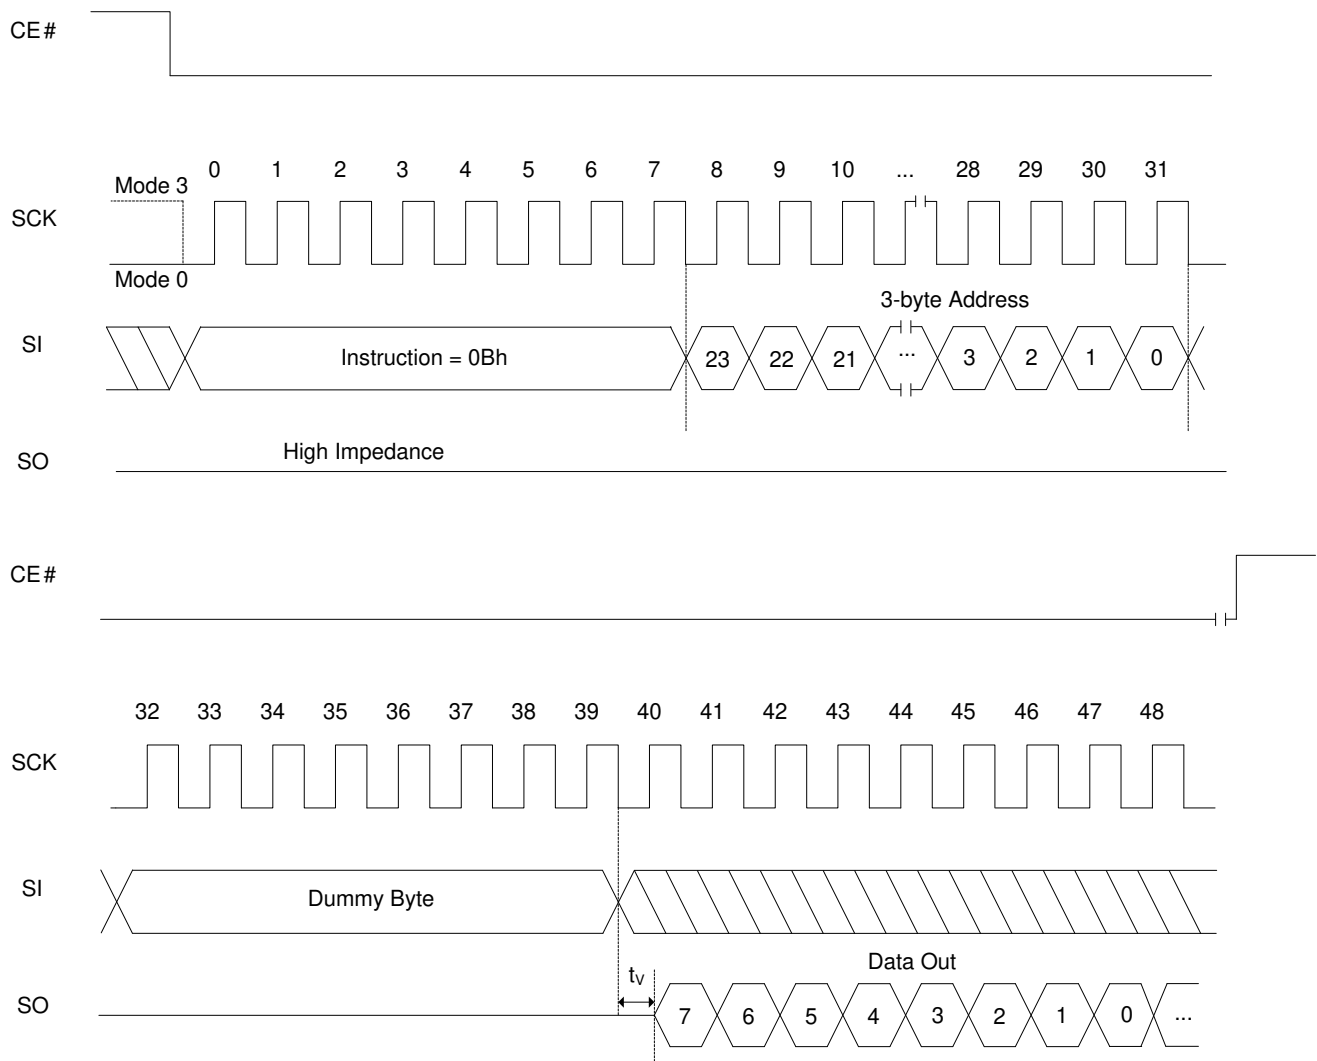 CE#
0 1 2 3 4 5 6 7 8 9 10 ... 28 29 30 31
Mode 3
SCK
Mode 0
3-byte Address
SI
Instruction = 0Bh
23 22 21 ... 3 2 1 0
High Impedance
SO
CE#
32 33 34 35 36 37 38 39 40 41 42 43 44 45 46 47 48
SCK
SI
Dummy Byte
Data Out
tV
SO
7 6 5 4 3 2 1 0 ...